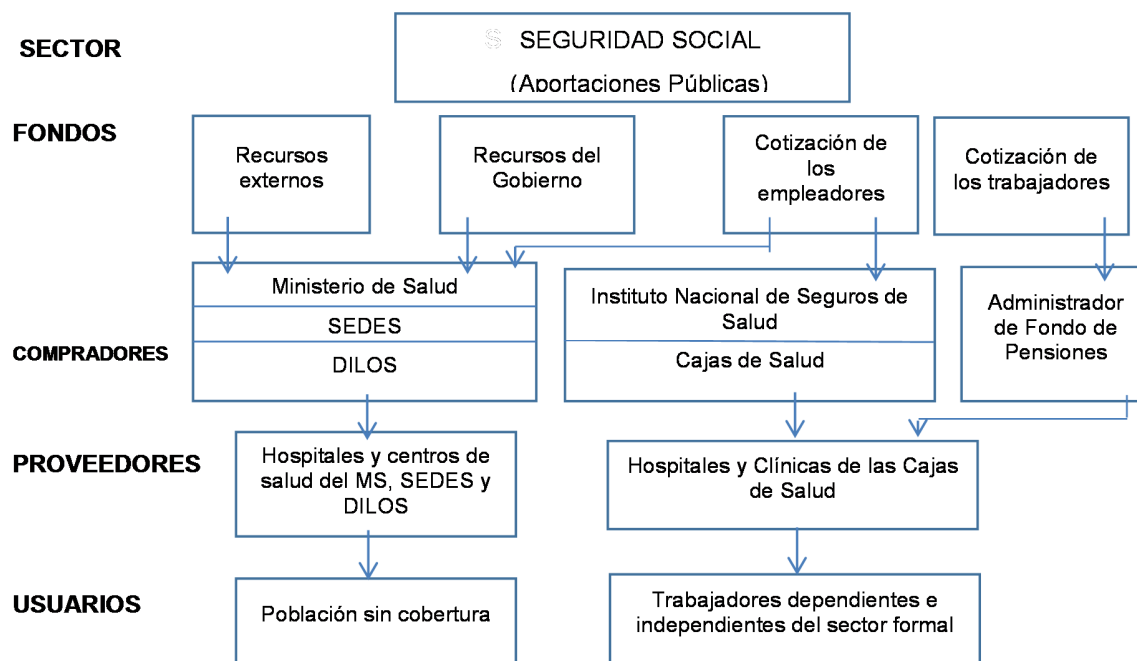 SECTOR
S SEGURIDAD SOCIAL
(Aportaciones Públicas)
FONDOS
Recursos
externos
Recursos del
Gobierno
Cotización de
los
empleadores
Cotización de
los trabajadores
COMPRADORES
Ministerio de Salud
SEDES
DILOS
Instituto Nacional de Seguros de
Salud
Cajas de Salud
Administrador
de Fondo de
Pensiones
PROVEEDORES
Hospitales y centros de
salud del MS, SEDES y
DILOS
Hospitales y Clínicas de las Cajas
de Salud
USUARIOS
Población sin cobertura
Trabajadores dependientes e
independientes del sector formal